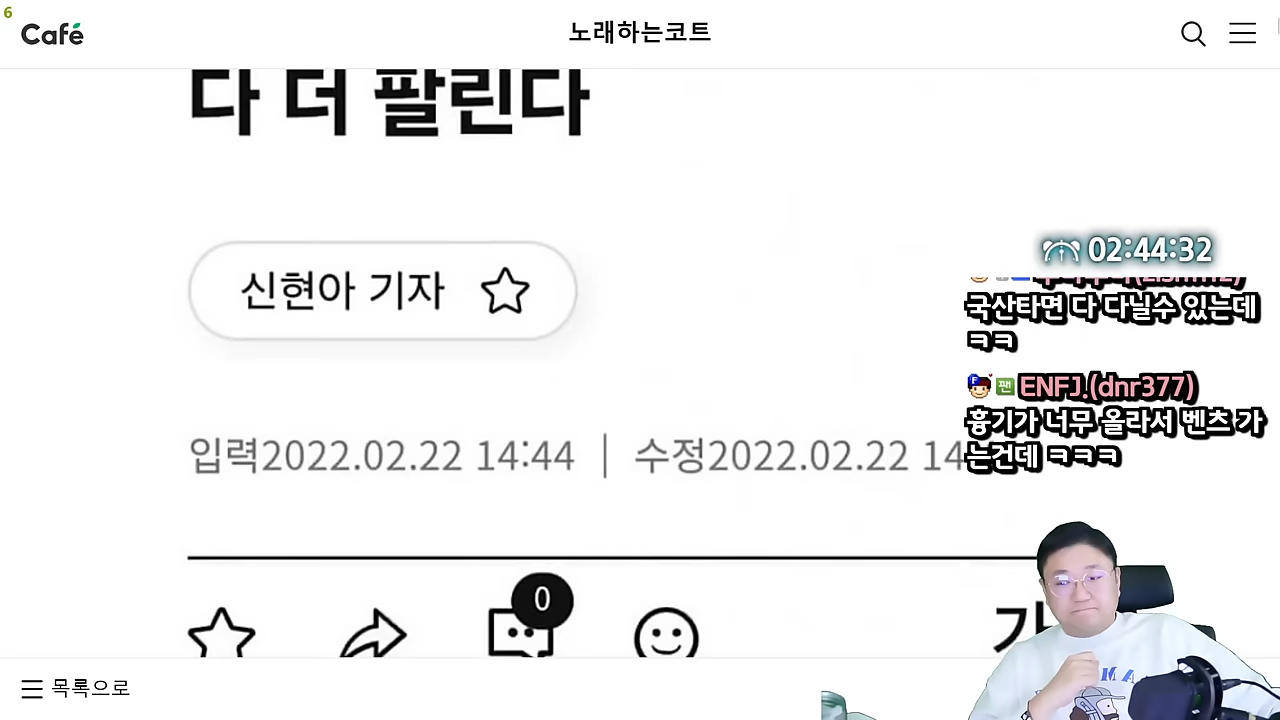 6
Café
노래하는코트
다 더 팔린다
신현아 기자
02:44:32
국산타면 다 다닐수 있는데
ㅋㅋ
팬 ENFJ.(dnr377)
흉기가 너무 올라서 벤츠 가
는건데 ㅋㅋㅋ
입력2022.02.22 14:44 | 수정2022.02.22 14
0
가
목록으로